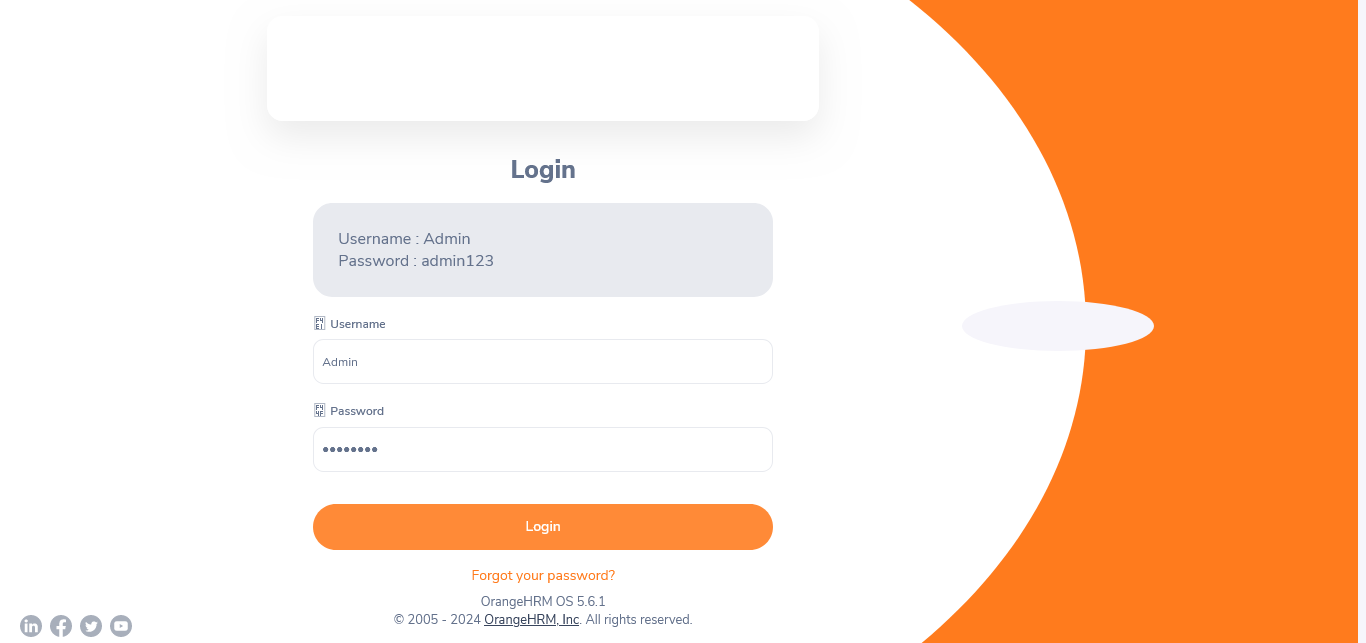 Login
Username : Admin
Password : admin123
Username
Admin
Password
••••••••
Login
Forgot your password?
OrangeHRM OS 5.6.1
© 2005 - 2024 OrangeHRM, Inc. All rights reserved.